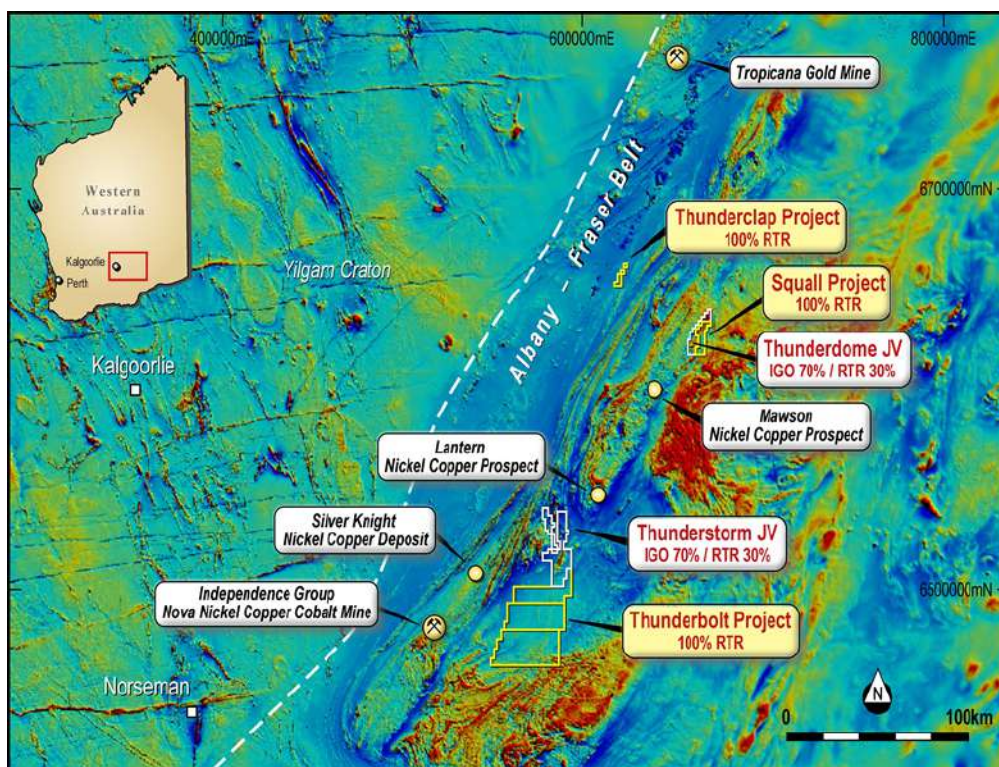 400000mE
600000mE
800000mE
Tropicana Gold Mine
Western
Australia
Kalgoorlie
Perth
Albany – Fraser Belt
6700000mN
Thunderclap Project
100% RTR
Yilgarn Craton
Squall Project
100% RTR
Thunderdome JV
IGO 70% / RTR 30%
Kalgoorlie
Mawson
Nickel Copper Prospect
Lantern
Nickel Copper Prospect
Silver Knight
Nickel Copper Deposit
Thunderstorm JV
IGO 70% / RTR 30%
Independence Group
Nova Nickel Copper Cobalt Mine
6500000mN
Thunderbolt Project
100% RTR
Norseman
N
0
100km